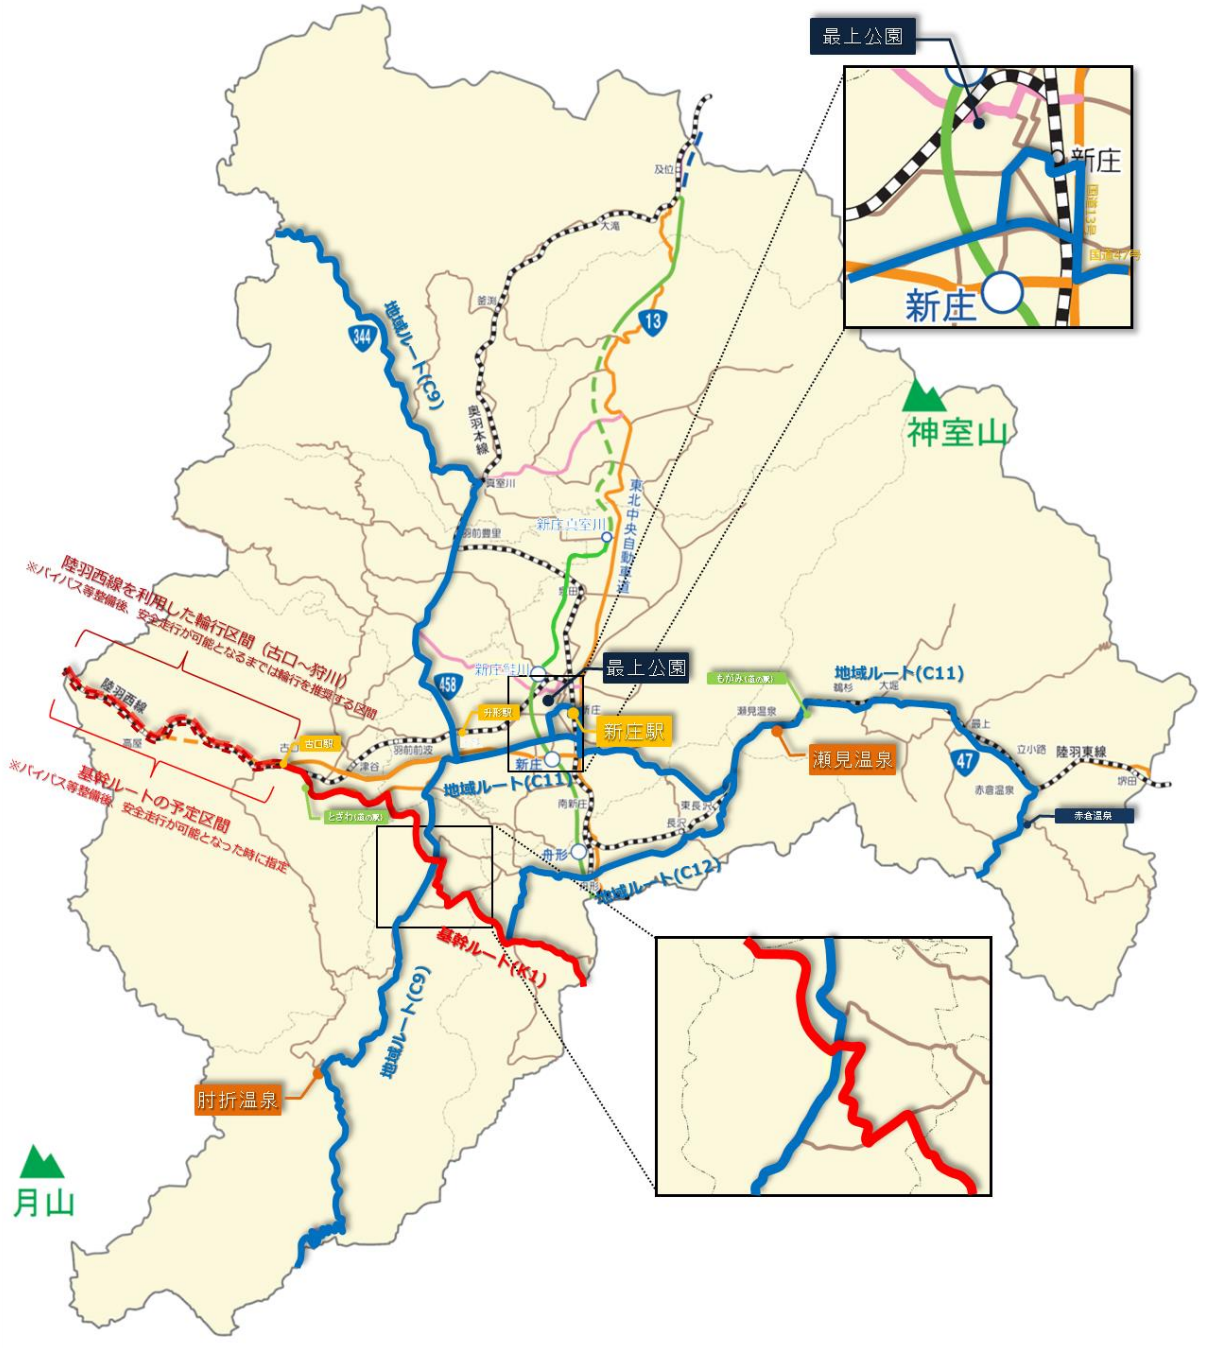 最上公園
新庄
国道13号
国道47号
新庄
及位
大滝
釜渕
13
344
地域ルート(C9)
神室山
奥羽本線
真室川
東北中央自動車道
新庄真室川
羽前豊里
陸羽西線を利用した輪行区間（古口～狩川）
※バイパス等整備後、安全走行が可能となるまでは輪行を推奨する区間
最上公園
458
地域ルート(C11)
もがみ(道の駅)
鵜杉
大堀
陸羽西線
升形駅
新庄
瀬見温泉
新庄駅
最上
高屋
古口
古口駅
羽前前波
瀬見温泉
47
立小路
陸羽東線
津谷
新庄
地域ルート(C11)
赤倉温泉
堺田
基幹ルートの予定区間
※バイパス等整備後、安全走行が可能となった時に指定
とざわ(道の駅)
南新庄
東長沢
長沢
赤倉温泉
舟形
舟形
地域ルート(C12)
基幹ルート(K1)
地域ルート(C9)
肘折温泉
月山